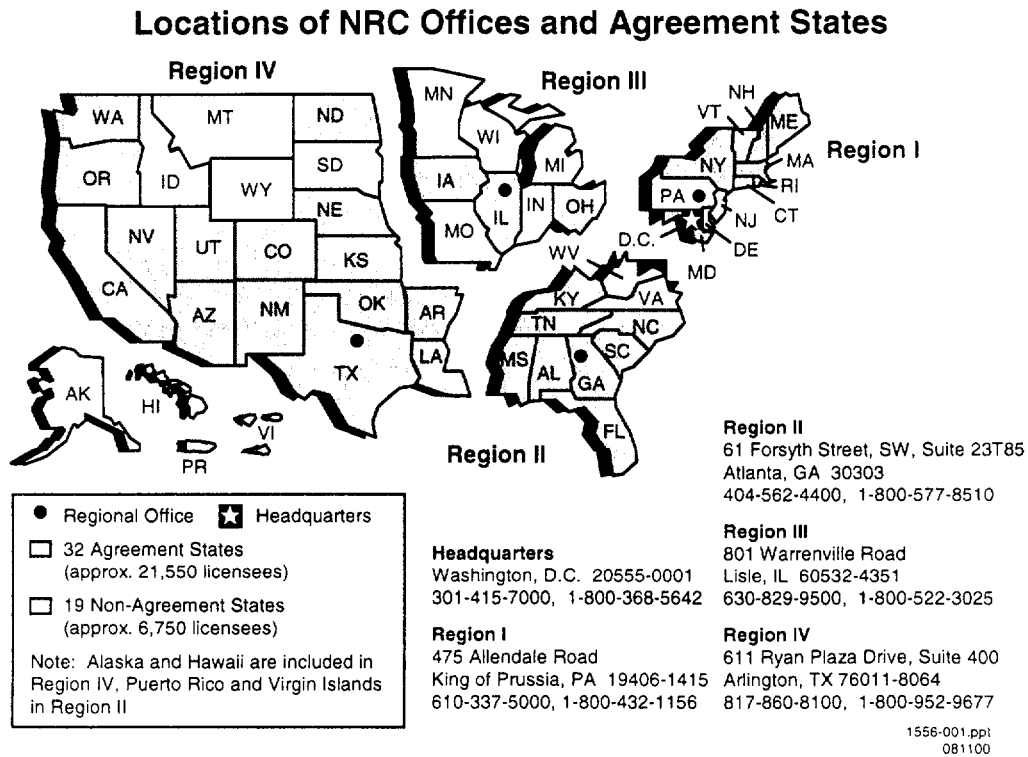 Locations of NRC Offices and Agreement States
Region IV
Region III
Region I
Region II
WA
MT
ND
OR
ID
SD
WY
NE
NV
UT
CO
KS
CA
AZ
NM
OK
TX
AR
LA
AK
HI
PR
VI
MN
WI
MI
IA
IL
IN
OH
MO
NH
VT
ME
NY
MA
RI
CT
PA
NJ
DE
D.C.
MD
WV
KY
VA
TN
NC
SC
MS
AL
GA
FL
Regional Office
Headquarters
32 Agreement States
(approx. 21,550 licensees)
19 Non-Agreement States
(approx. 6,750 licensees)
Note: Alaska and Hawaii are included in
Region IV, Puerto Rico and Virgin Islands
in Region II
Headquarters
Washington, D.C. 20555-0001
301-415-7000, 1-800-368-5642
Region I
475 Allendale Road
King of Prussia, PA 19406-1415
610-337-5000, 1-800-432-1156
Region II
61 Forsyth Street, SW, Suite 23T85
Atlanta, GA 30303
404-562-4400, 1-800-577-8510
Region III
801 Warrenville Road
Lisle, IL 60532-4351
630-829-9500, 1-800-522-3025
Region IV
611 Ryan Plaza Drive, Suite 400
Arlington, TX 76011-8064
817-860-8100, 1-800-952-9677
1556-001.ppt
081100